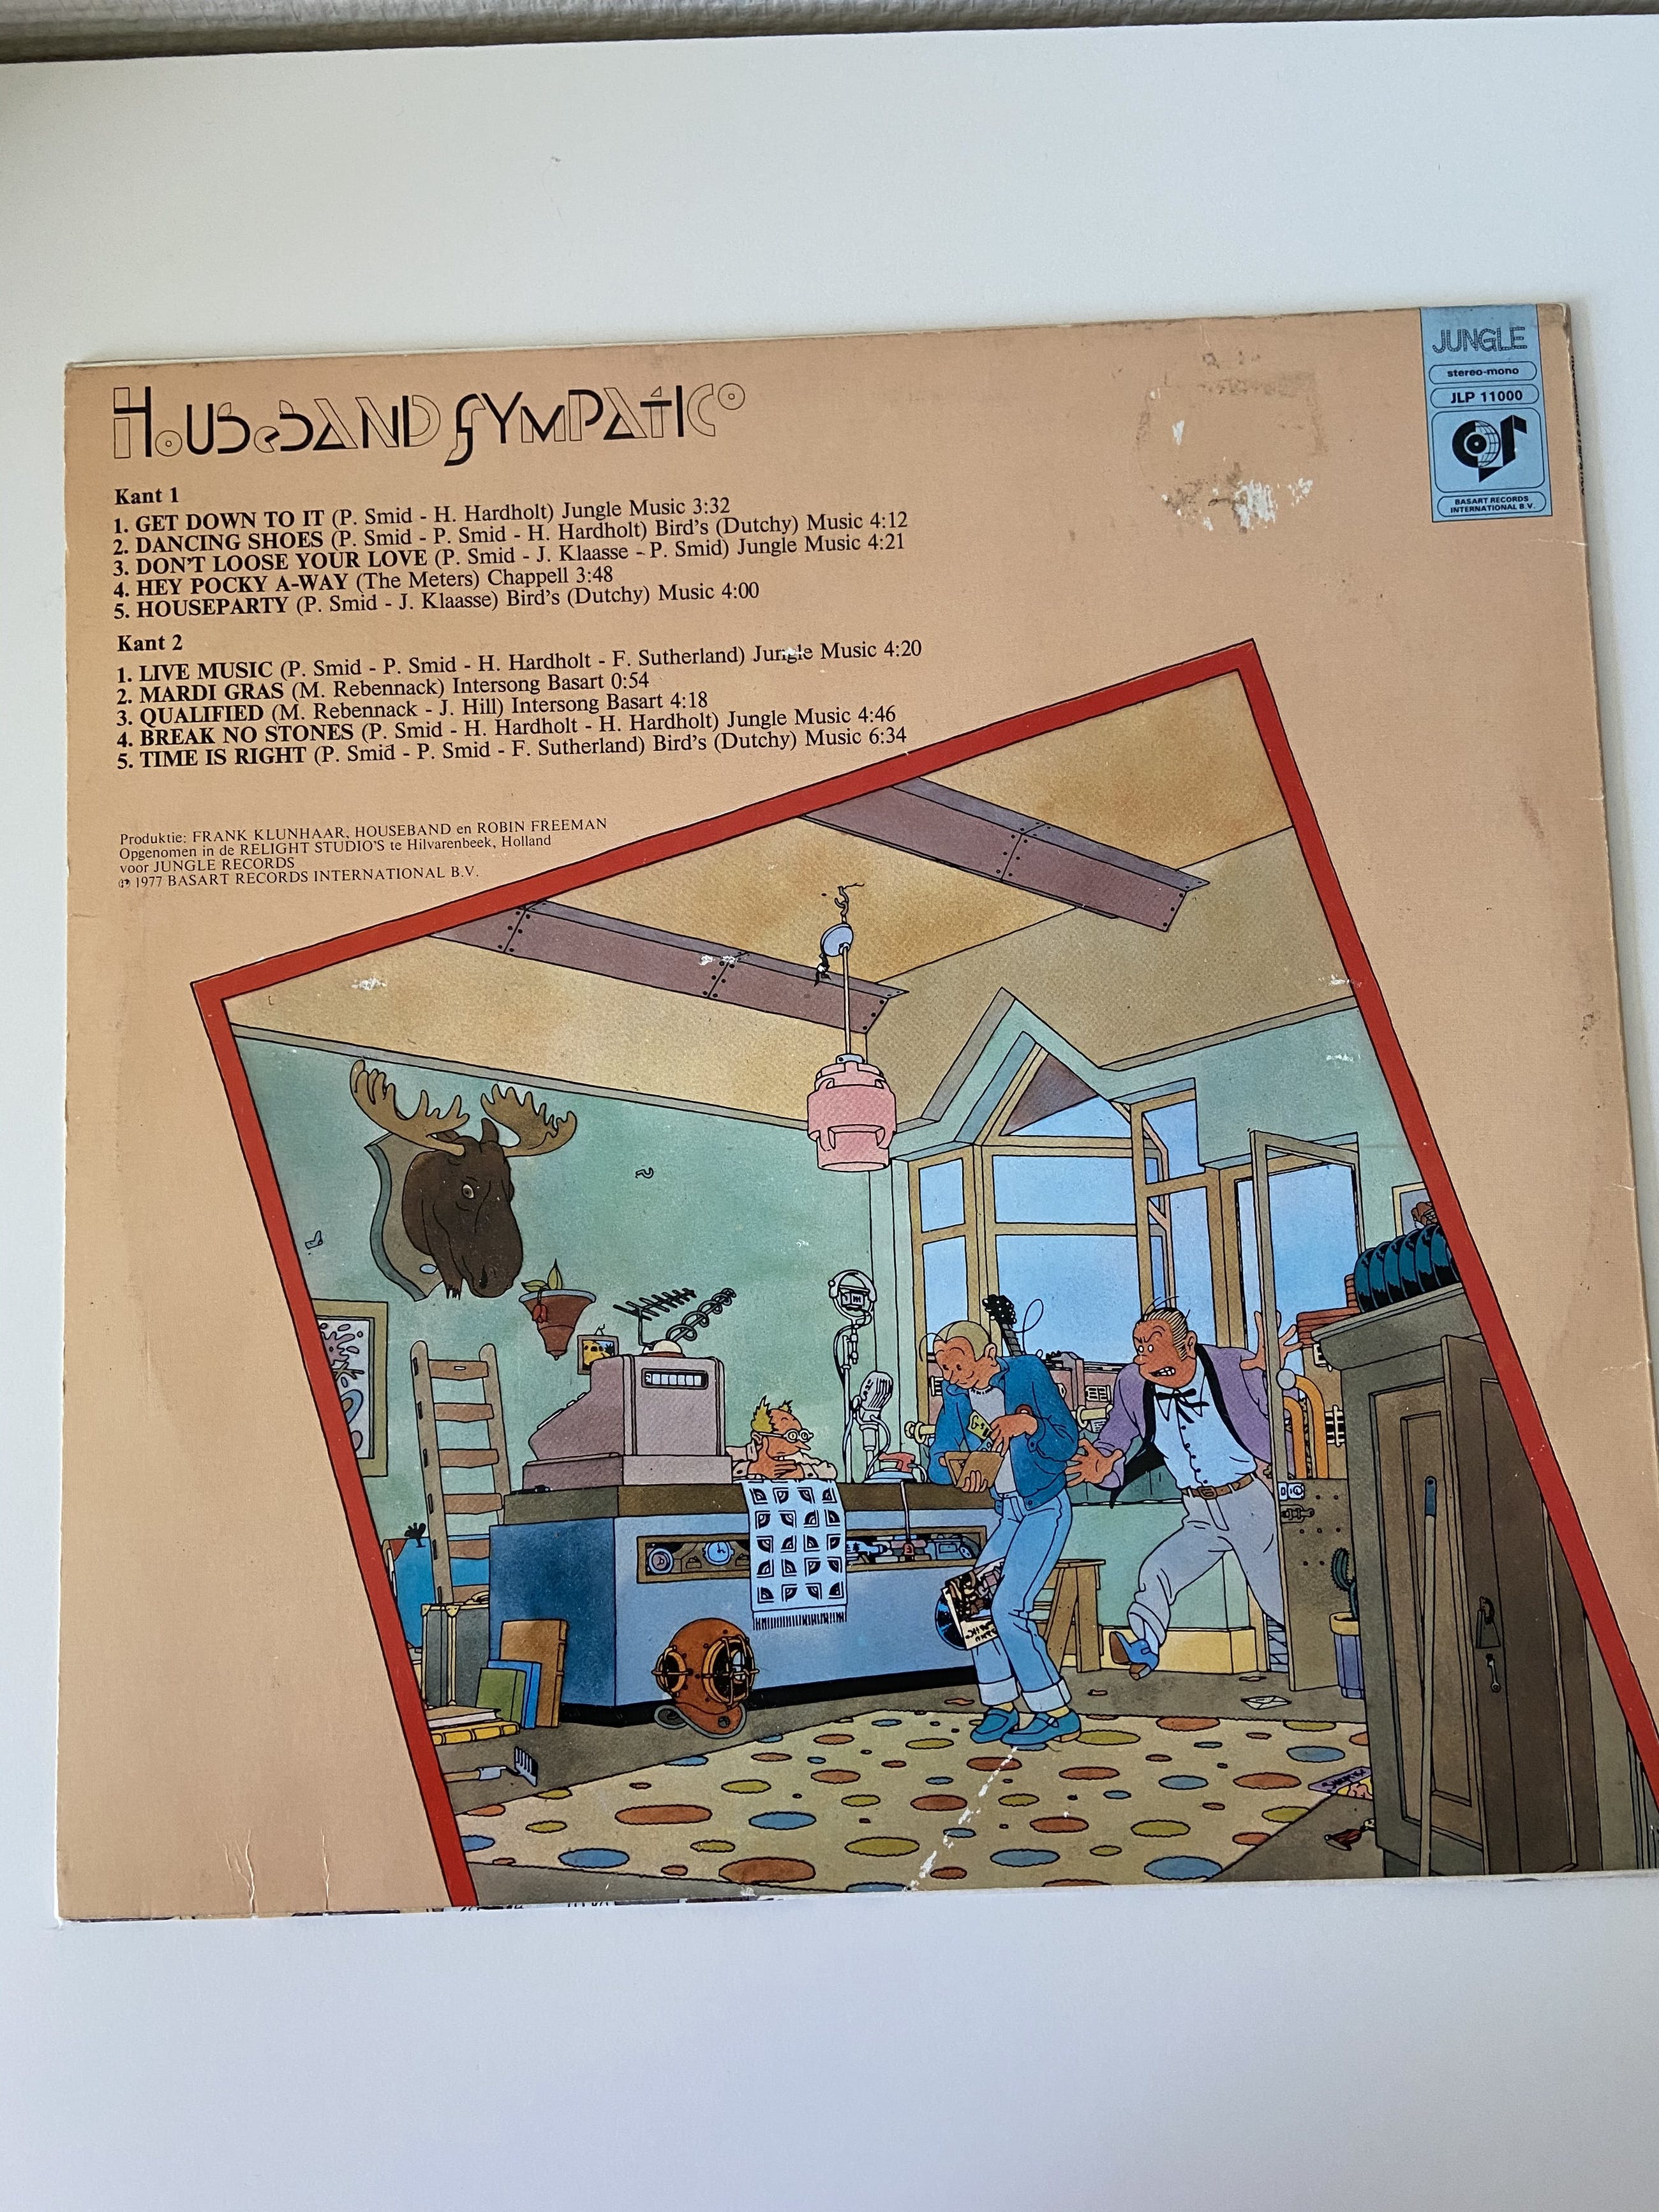 HOUSEBAND SYMPATICO
Kant 1
1. GET DOWN TO IT (P. Smid - H. Hardholt) Jungle Music 3:32
2. DANCING SHOES (P. Smid - P. Smid - H. Hardholt) Bird's (Dutchy) Music 4:12
3. DON'T LOOSE YOUR LOVE (P. Smid - J. Klaasse - P. Smid) Jungle Music 4:21
4. HEY POCKY A-WAY (The Meters) Chappell 3:48
5. HOUSEPARTY (P. Smid - J. Klaasse) Bird's (Dutchy) Music 4:00
Kant 2
1. LIVE MUSIC (P. Smid - P. Smid - H. Hardholt - F. Sutherland) Jungle Music 4:20
2. MARDI GRAS (M. Rebennack) Intersong Basart 0:54
3. QUALIFIED (M. Rebennack - J. Hill) Intersong Basart 4:18
4. BREAK NO STONES (P. Smid - H. Hardholt - H. Hardholt) Jungle Music 4:46
5. TIME IS RIGHT (P. Smid - P. Smid - F. Sutherland) Bird's (Dutchy) Music 6:34
Produktie: FRANK KLUNHAAR, HOUSEBAND en ROBIN FREEMAN
Opgenomen in de RELIGHT STUDIO'S te Hilvarenbeek, Holland
voor JUNGLE RECORDS
℗ 1977 BASART RECORDS INTERNATIONAL B.V.
JUNGLE
stereo-mono
JLP 11000
BASART RECORDS
INTERNATIONAL B.V.